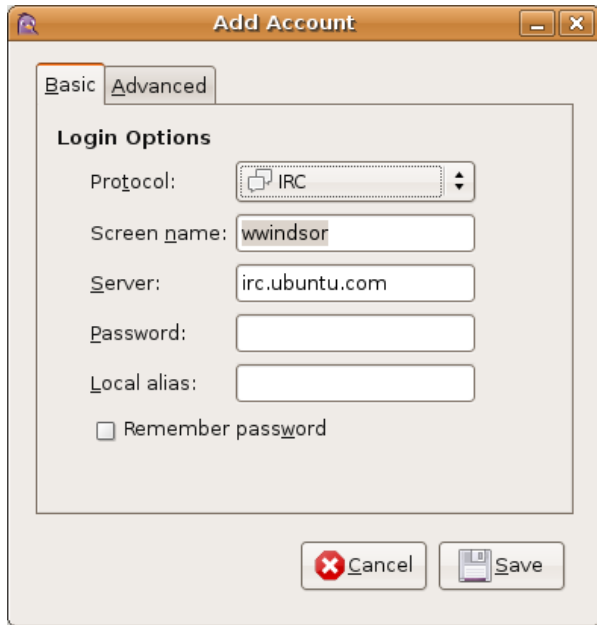 Add Account
Basic Advanced
Login Options
Protocol: IRC
Screen name: wwindsor
Server: irc.ubuntu.com
Password:
Local alias:
Remember password
Cancel Save